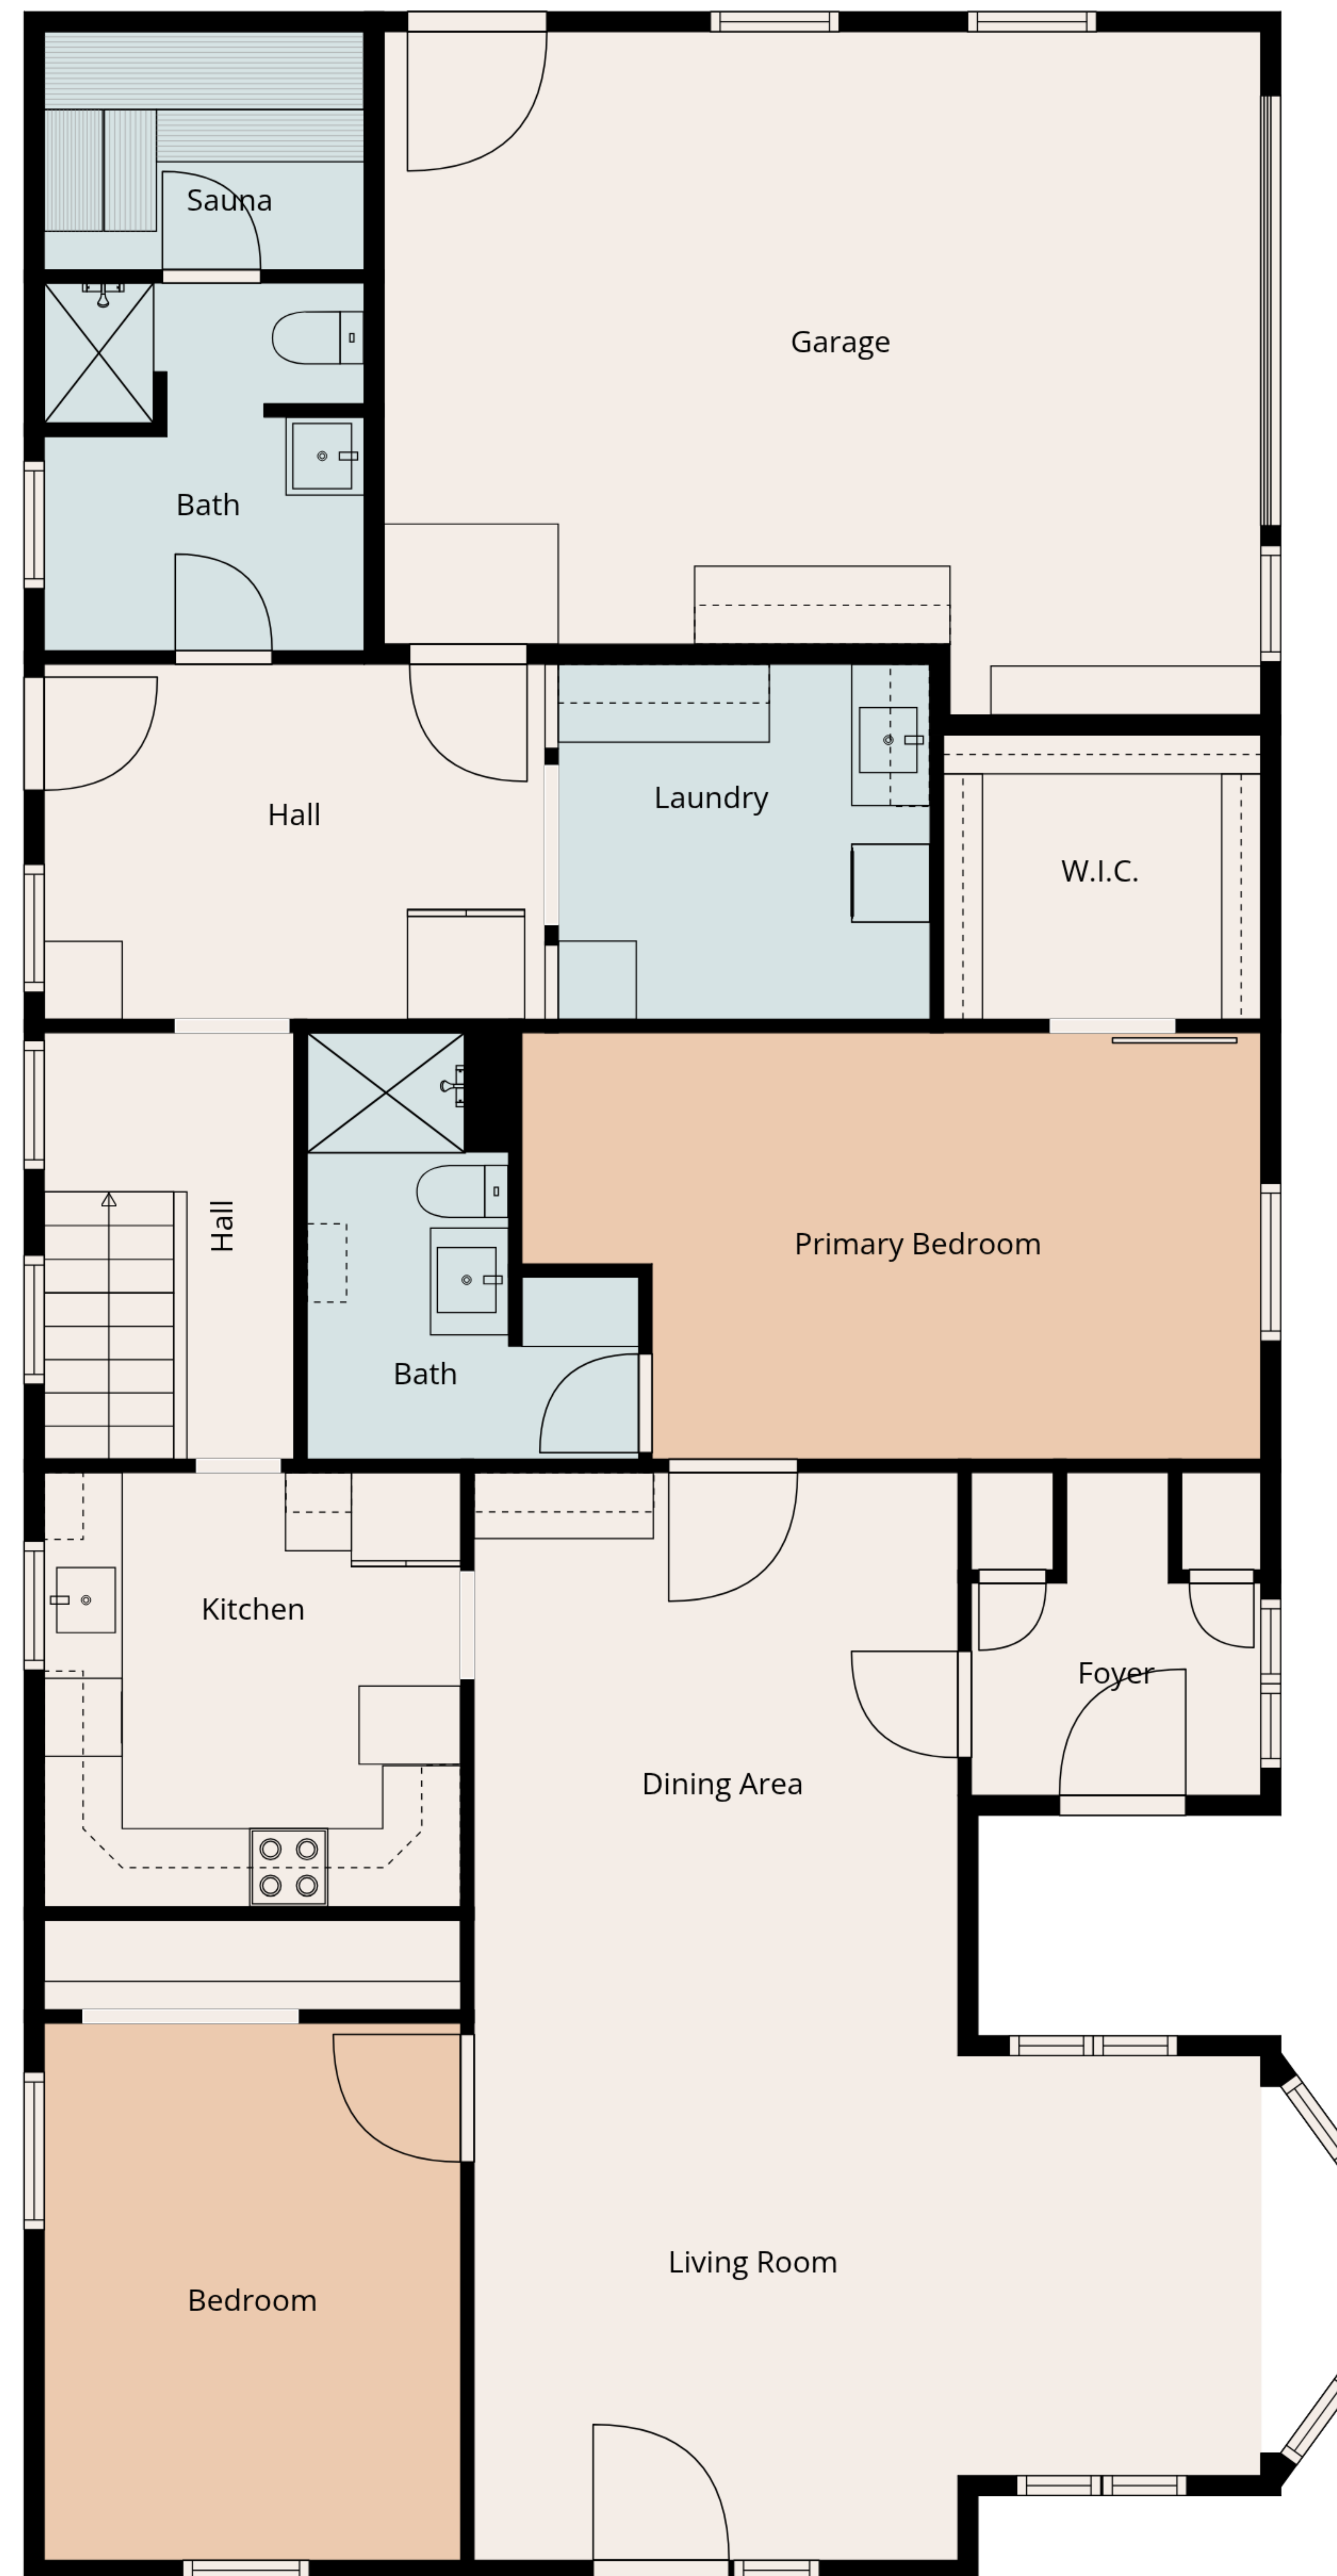 Sauna
Garage
Bath
Hall
Laundry
W.I.C.
Hall
Primary Bedroom
Bath
Kitchen
Foyer
Dining Area
Living Room
Bedroom